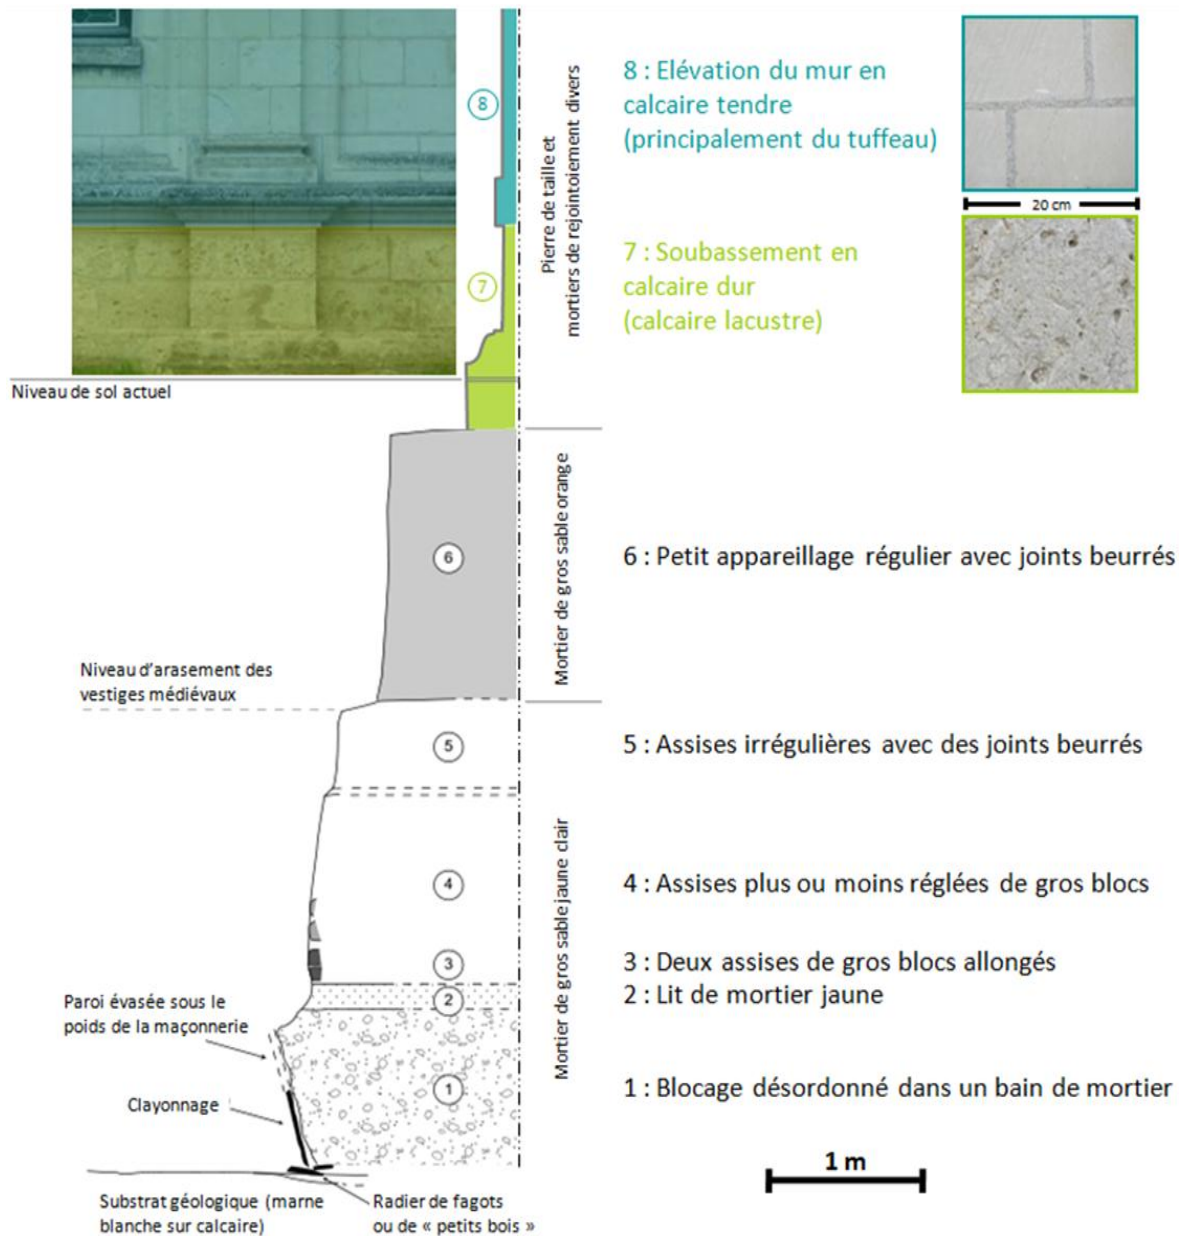 8
8 : Elévation du mur en
calcaire tendre
(principalement du tuffeau)
20 cm
Pierre de taille et
mortiers de rejointoiement divers
7
7 : Soubassement en
calcaire dur
(calcaire lacustre)
Niveau de sol actuel
Mortier de gros sable orange
6
6 : Petit appareillage régulier avec joints beurrés
Niveau d'arasement des
vestiges médiévaux
5
5 : Assises irrégulières avec des joints beurrés
Mortier de gros sable jaune clair
4
4 : Assises plus ou moins réglées de gros blocs
3
3 : Deux assises de gros blocs allongés
2
2 : Lit de mortier jaune
Paroi évasée sous le
poids de la maçonnerie
1
1 : Blocage désordonné dans un bain de mortier
Clayonnage
1 m
Substrat géologique (marne
blanche sur calcaire)
Radier de fagots
ou de « petits bois »